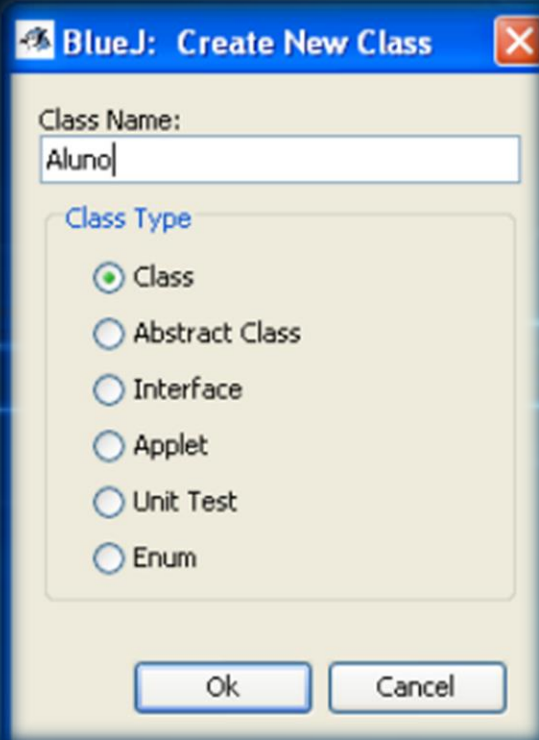 BlueJ: Create New Class
Class Name:
Aluno
Class Type
Class
Abstract Class
Interface
Applet
Unit Test
Enum
Ok Cancel